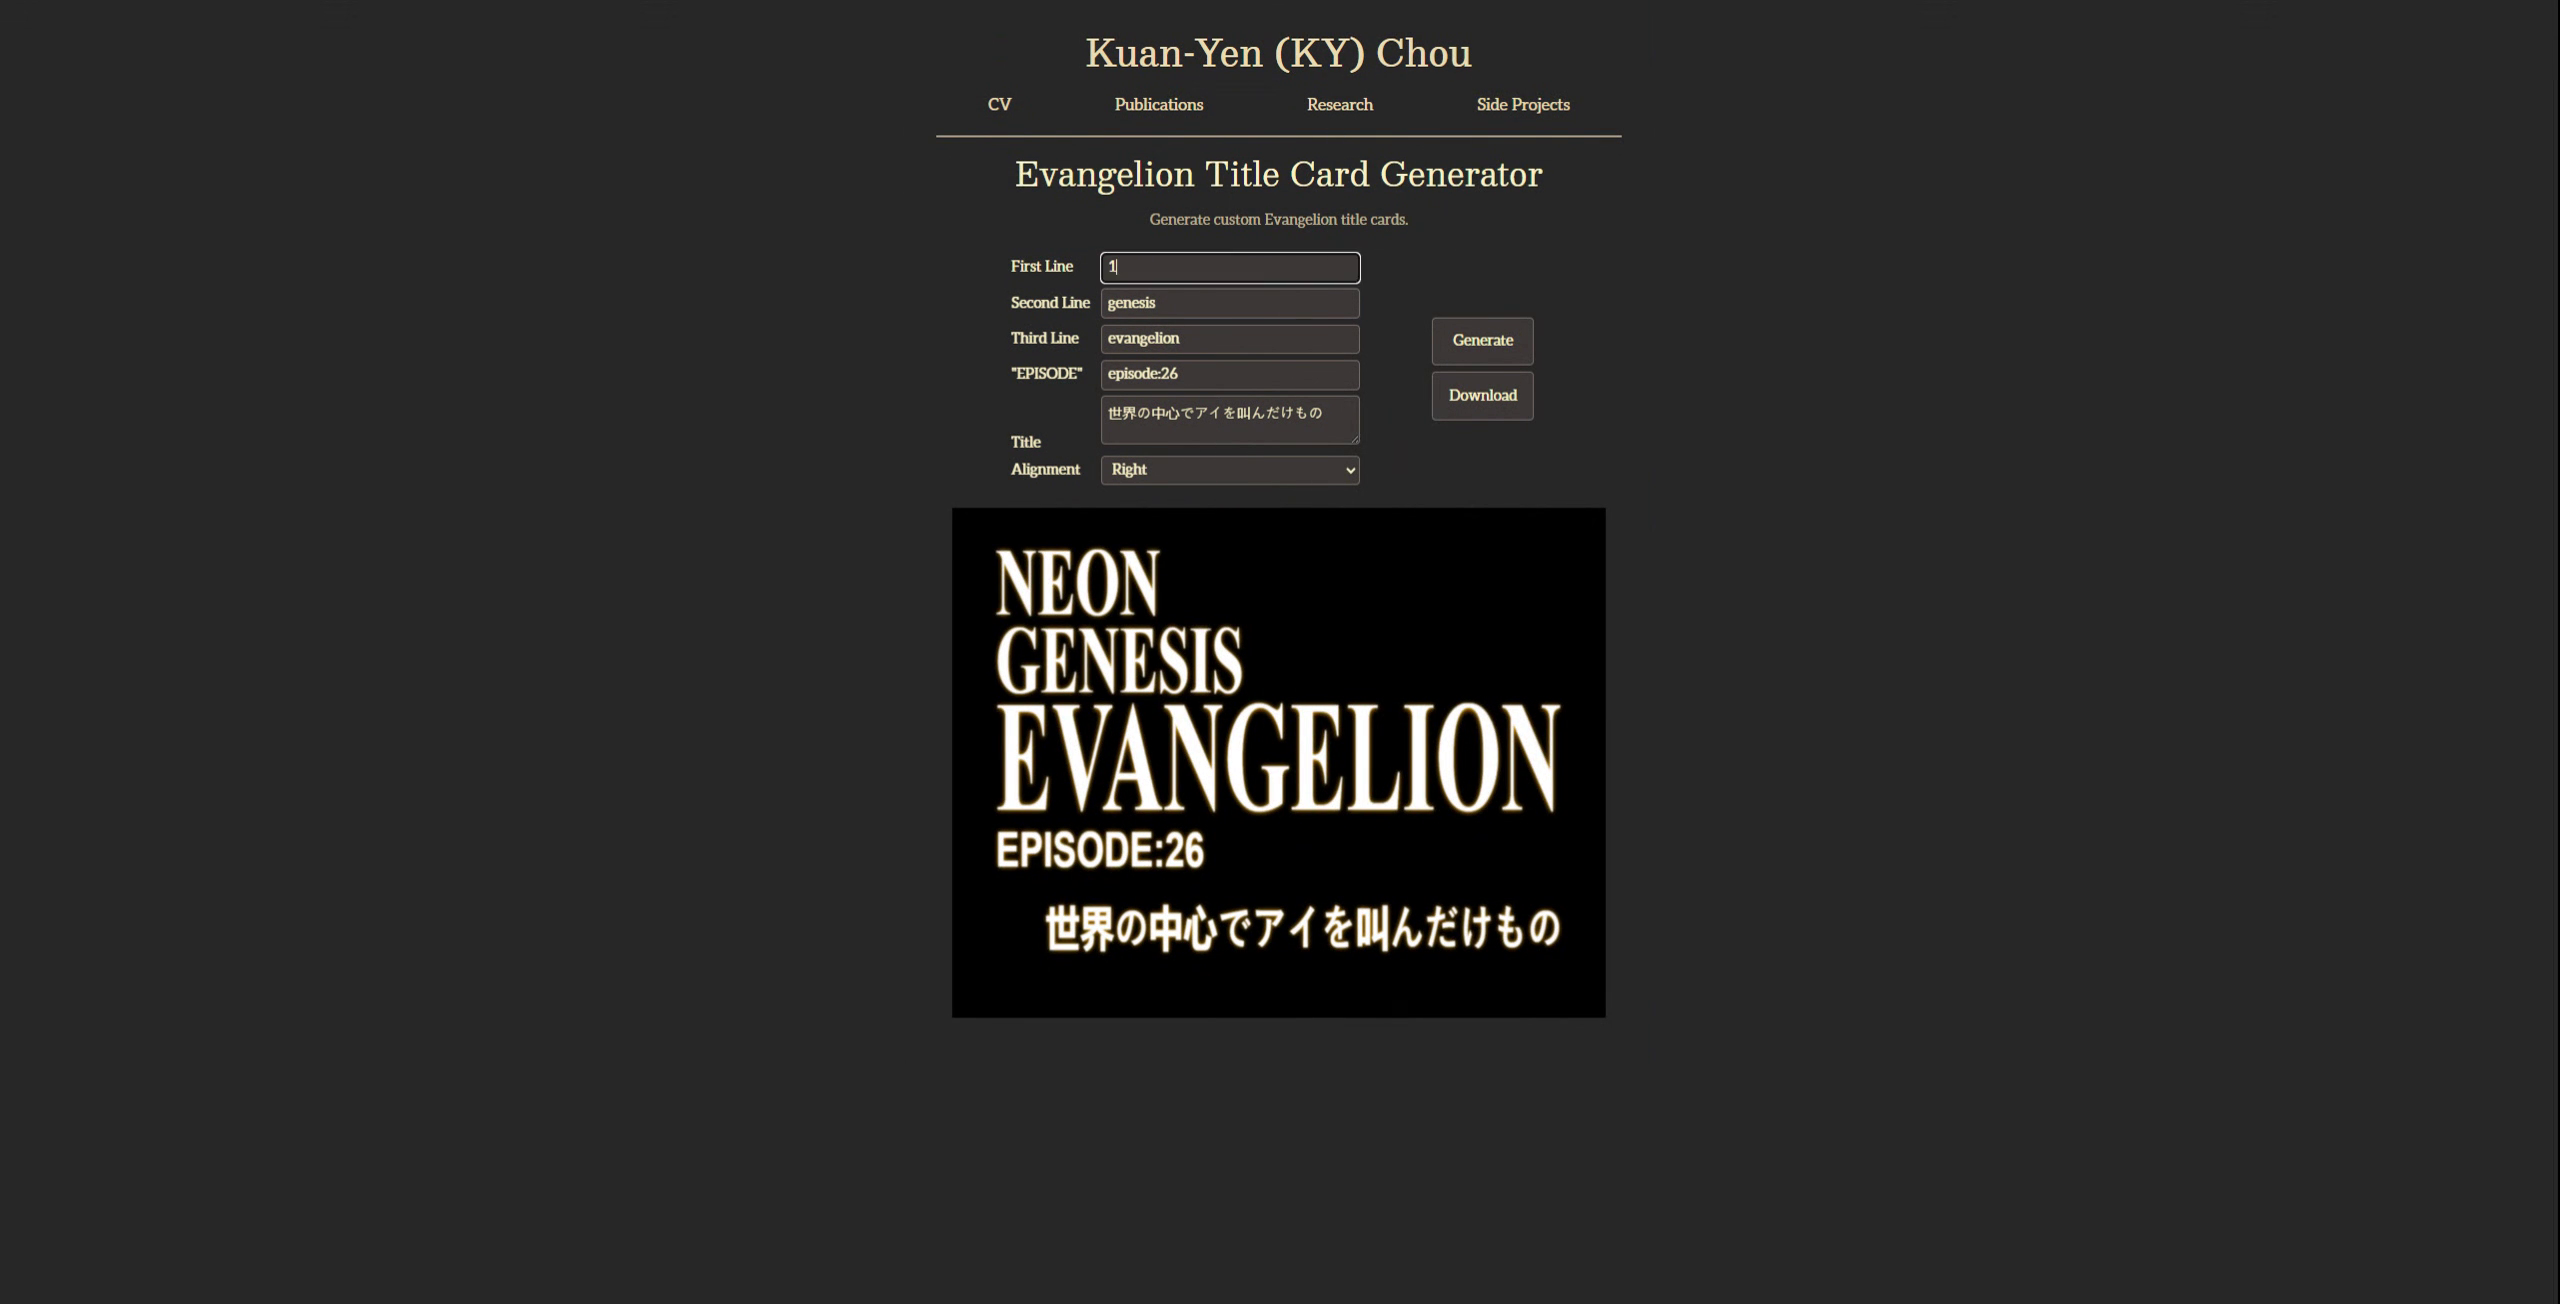 Kuan-Yen (KY) Chou
CV Publications Research Side Projects
Evangelion Title Card Generator
Generate custom Evangelion title cards.
First Line 1
Second Line genesis
Third Line evangelion
"EPISODE" episode:26
Title 世界の中心でアイを叫んだけもの
Alignment Right
Generate
Download
NEON
GENESIS
EVANGELION
EPISODE:26
世界の中心でアイを叫んだけもの